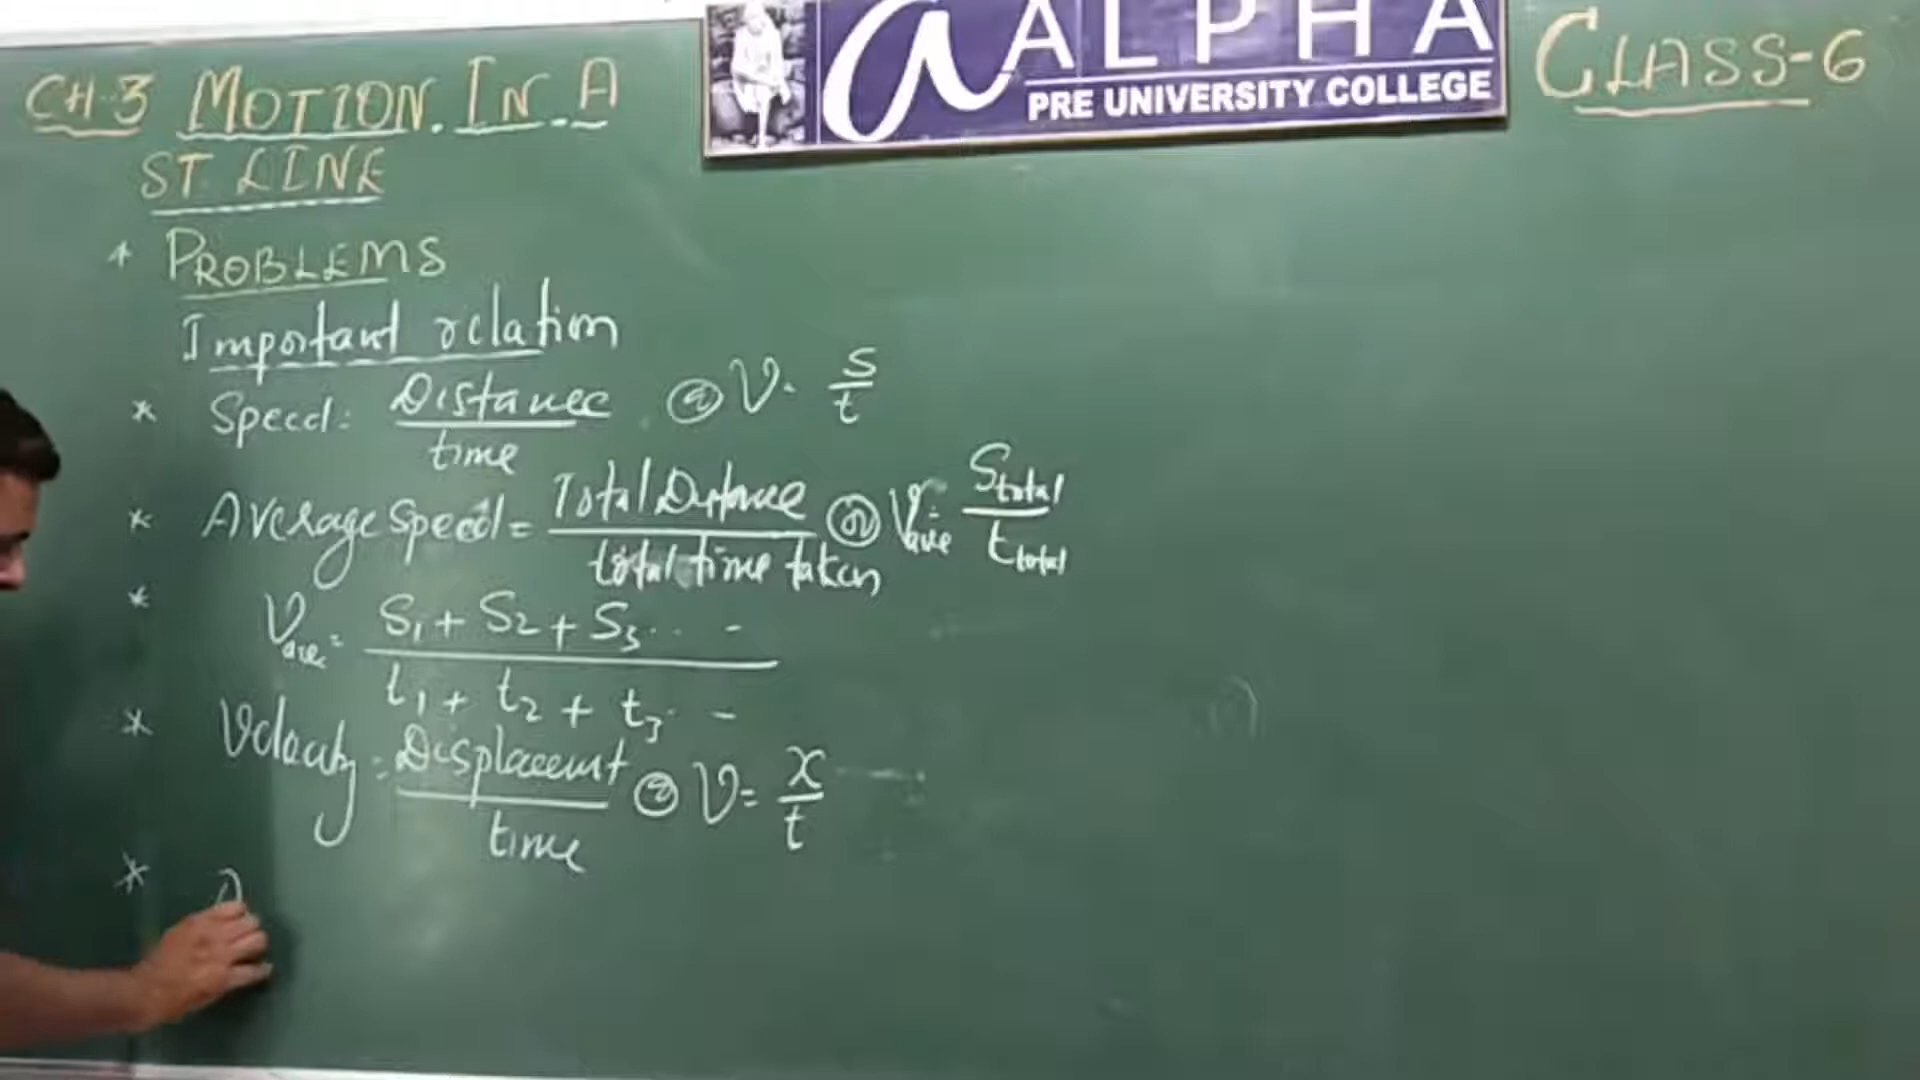 a ALPHA
PRE UNIVERSITY COLLEGE
CLASS-6
CH-3 MOTION IN A
ST LINE
* PROBLEMS
Important relation
* Speed = Distance / time or V = s / t
* Average Speed = Total Distance / total time taken or Vave = Stotal / ttotal
* Vave = S1 + S2 + S3 .. - / t1 + t2 + t3 .. -
* Velocity = Displacement / time or V = x / t
* A